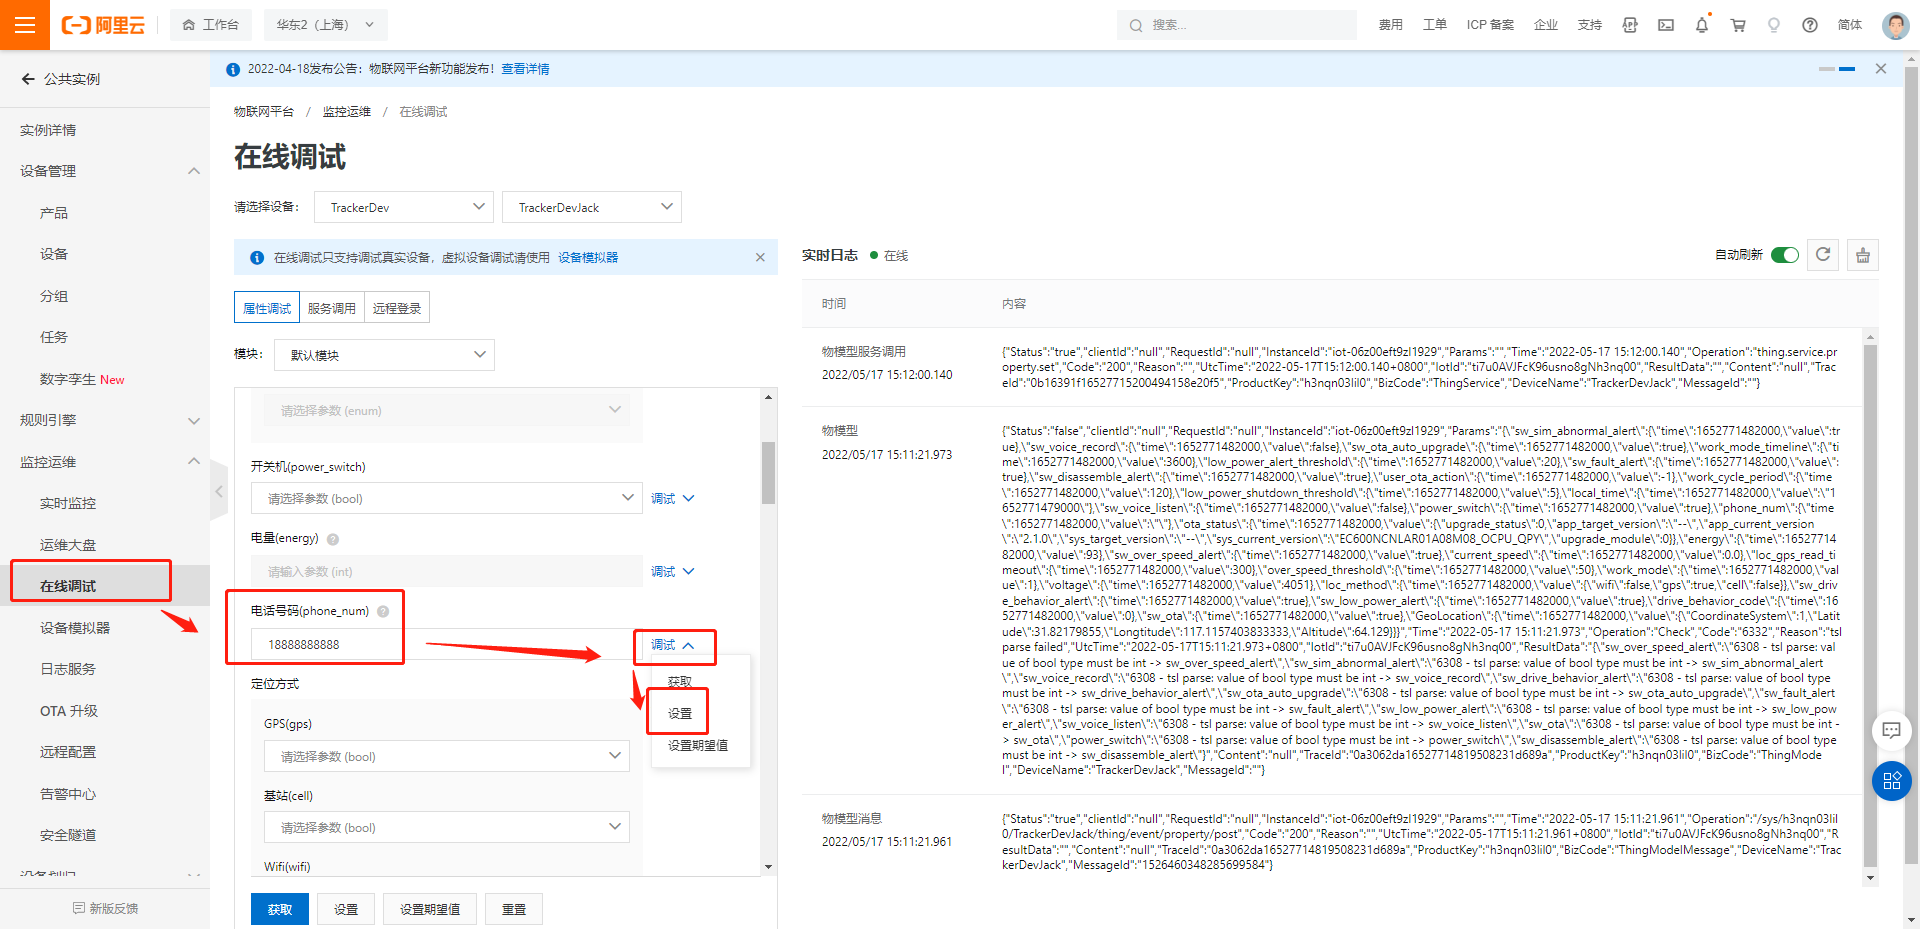 阿里云
工作台
华东2（上海）
搜索...
费用
工单
ICP 备案
企业
支持
简体
公共实例
实例详情
设备管理
产品
设备
分组
任务
数字孪生 New
规则引擎
监控运维
实时监控
运维大盘
在线调试
设备模拟器
日志服务
OTA 升级
远程配置
告警中心
安全隧道
新版反馈
2022-04-18发布公告：物联网平台新功能发布！查看详情
物联网平台 / 监控运维 / 在线调试
在线调试
请选择设备：
TrackerDev
TrackerDevJack
在线调试只支持调试真实设备，虚拟设备调试请使用 设备模拟器
属性调试
服务调用
远程登录
模块：
默认模块
请选择参数 (enum)
开关机(power_switch)
请选择参数 (bool)
调试
电量(energy)
请输入参数 (int)
调试
电话号码(phone_num)
18888888888
调试
获取
设置
设置期望值
定位方式
GPS(gps)
请选择参数 (bool)
基站(cell)
请选择参数 (bool)
Wifi(wifi)
获取
设置
设置期望值
重置
实时日志
在线
自动刷新
时间
内容
物模型服务调用
2022/05/17 15:12:00.140
{"Status":"true","clientId":"null","RequestId":"null","InstanceId":"iot-06z00eft9zl1929","Params":"","Time":"2022-05-17 15:12:00.140","Operation":"thing.service.pr
operty.set","Code":"200","Reason":"","UtcTime":"2022-05-17T15:12:00.140+0800","IotId":"ti7u0AVJFcK96usno8gNh3nq00","ResultData":"","Content":"null","Trac
eId":"0b16391f16527715200494158e20f5","ProductKey":"h3nqn03lil0","BizCode":"ThingService","DeviceName":"TrackerDevJack","MessageId":""}
物模型
2022/05/17 15:11:21.973
{"Status":"false","clientId":"null","RequestId":"null","InstanceId":"iot-06z00eft9zl1929","Params":"{\"sw_sim_abnormal_alert\":{\"time\":1652771482000,\"value\":tr
ue},\"sw_voice_record\":{\"time\":1652771482000,\"value\":false},\"sw_ota_auto_upgrade\":{\"time\":1652771482000,\"value\":true},\"work_mode_timeline\":{\"ti
me\":1652771482000,\"value\":3600},\"low_power_alert_threshold\":{\"time\":1652771482000,\"value\":20},\"sw_fault_alert\":{\"time\":1652771482000,\"value\":
true},\"sw_disassemble_alert\":{\"time\":1652771482000,\"value\":true},\"user_ota_action\":{\"time\":1652771482000,\"value\":-1},\"work_cycle_period\":{\"tim
e\":1652771482000,\"value\":120},\"low_power_shutdown_threshold\":{\"time\":1652771482000,\"value\":5},\"local_time\":{\"time\":1652771482000,\"value\":\"1
652771479000\"},\"sw_voice_listen\":{\"time\":1652771482000,\"value\":false},\"power_switch\":{\"time\":1652771482000,\"value\":true},\"phone_num\":{\"time
\":1652771482000,\"value\":\"\"},\"ota_status\":{\"time\":1652771482000,\"value\":{\"upgrade_status\":0,\"app_target_version\":\"--\",\"app_current_version
\":\"2.1.0\",\"sys_target_version\":\"--\",\"sys_current_version\":\"EC600NCNLAR01A08M08_OCPU_QPY\",\"upgrade_module\":0}},\"energy\":{\"time\":16527714
82000,\"value\":93},\"sw_over_speed_alert\":{\"time\":1652771482000,\"value\":true},\"current_speed\":{\"time\":1652771482000,\"value\":0.0},\"loc_gps_read_ti
meout\":{\"time\":1652771482000,\"value\":300},\"over_speed_threshold\":{\"time\":1652771482000,\"value\":50},\"work_mode\":{\"time\":1652771482000,\"value
\":1},\"voltage\":{\"time\":1652771482000,\"value\":4051},\"loc_method\":{\"time\":1652771482000,\"value\":{\"wifi\":false,\"gps\":true,\"cell\":false}},\"sw_driv
e_behavior_alert\":{\"time\":1652771482000,\"value\":true},\"sw_low_power_alert\":{\"time\":1652771482000,\"value\":true},\"drive_behavior_code\":{\"time\":16
52771482000,\"value\":0},\"sw_ota\":{\"time\":1652771482000,\"value\":true},\"GeoLocation\":{\"time\":1652771482000,\"value\":{\"CoordinateSystem\":1,\"Latit
ude\":31.82179855,\"Longtitude\":117.1157403833333,\"Altitude\":64.129}}}","Time":"2022-05-17 15:11:21.973","Operation":"Check","Code":"6332","Reason":"tsl
parse failed","UtcTime":"2022-05-17T15:11:21.973+0800","IotId":"ti7u0AVJFcK96usno8gNh3nq00","ResultData":"{\"sw_over_speed_alert\":\"6308 - tsl parse: val
ue of bool type must be int -> sw_over_speed_alert\",\"sw_sim_abnormal_alert\":\"6308 - tsl parse: value of bool type must be int -> sw_sim_abnormal_alert
\",\"sw_voice_record\":\"6308 - tsl parse: value of bool type must be int -> sw_voice_record\",\"sw_drive_behavior_alert\":\"6308 - tsl parse: value of bool type
must be int -> sw_drive_behavior_alert\",\"sw_ota_auto_upgrade\":\"6308 - tsl parse: value of bool type must be int -> sw_ota_auto_upgrade\",\"sw_fault_alert
\":\"6308 - tsl parse: value of bool type must be int -> sw_fault_alert\",\"sw_low_power_alert\":\"6308 - tsl parse: value of bool type must be int -> sw_low_pow
er_alert\",\"sw_voice_listen\":\"6308 - tsl parse: value of bool type must be int -> sw_voice_listen\",\"sw_ota\":\"6308 - tsl parse: value of bool type must be int -
> sw_ota\",\"power_switch\":\"6308 - tsl parse: value of bool type must be int -> power_switch\",\"sw_disassemble_alert\":\"6308 - tsl parse: value of bool type
must be int -> sw_disassemble_alert\"}","Content":"null","TraceId":"0a3062da16527714819508231d689a","ProductKey":"h3nqn03lil0","BizCode":"ThingMode
l","DeviceName":"TrackerDevJack","MessageId":""}
物模型消息
2022/05/17 15:11:21.961
{"Status":"true","clientId":"null","RequestId":"null","InstanceId":"iot-06z00eft9zl1929","Params":"","Time":"2022-05-17 15:11:21.961","Operation":"/sys/h3nqn03lil
0/TrackerDevJack/thing/event/property/post","Code":"200","Reason":"","UtcTime":"2022-05-17T15:11:21.961+0800","IotId":"ti7u0AVJFcK96usno8gNh3nq00","R
esultData":"","Content":"null","TraceId":"0a3062da16527714819508231d689a","ProductKey":"h3nqn03lil0","BizCode":"ThingModelMessage","DeviceName":"Trac
kerDevJack","MessageId":"1526460348285699584"}